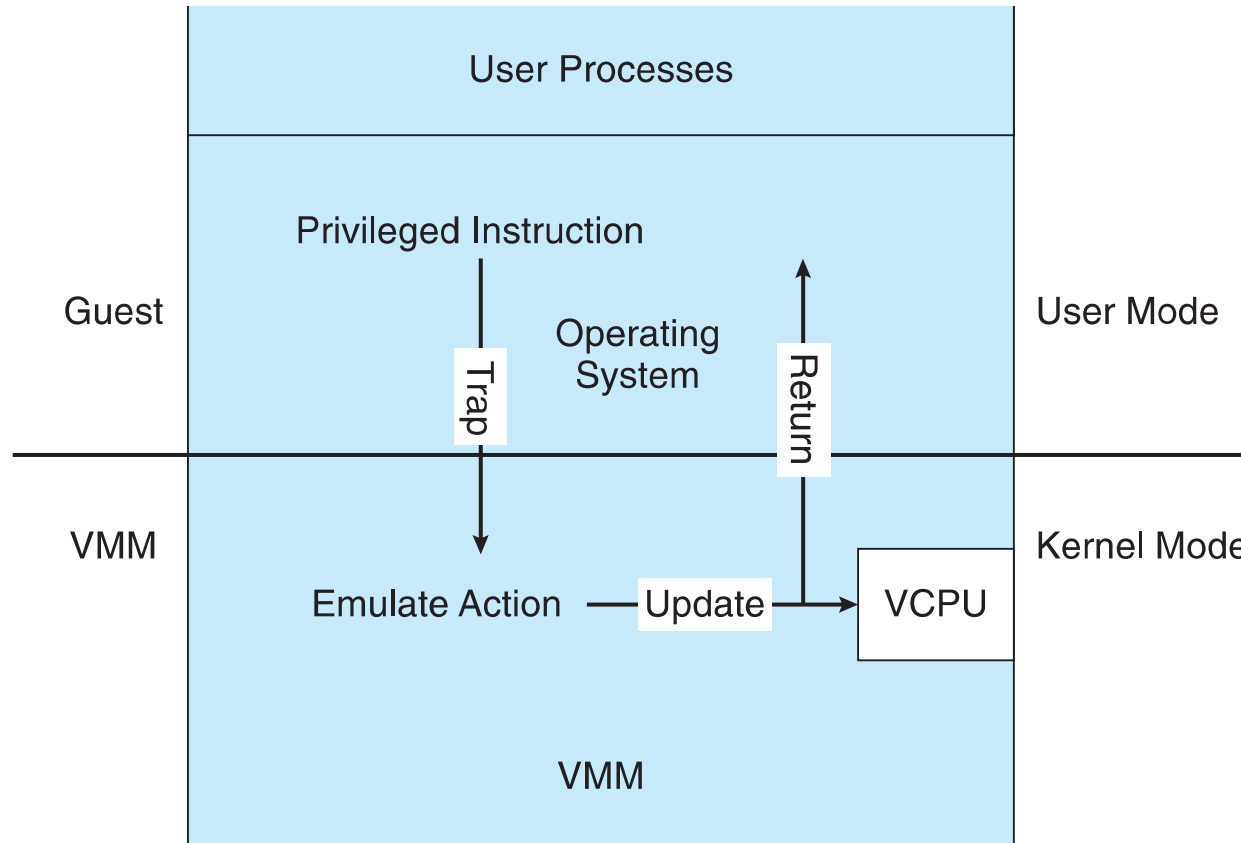 User Processes
Privileged Instruction
Guest
User Mode
Operating
System
Trap
Return
VMM
Kernel Mode
Emulate Action
Update
VCPU
VMM